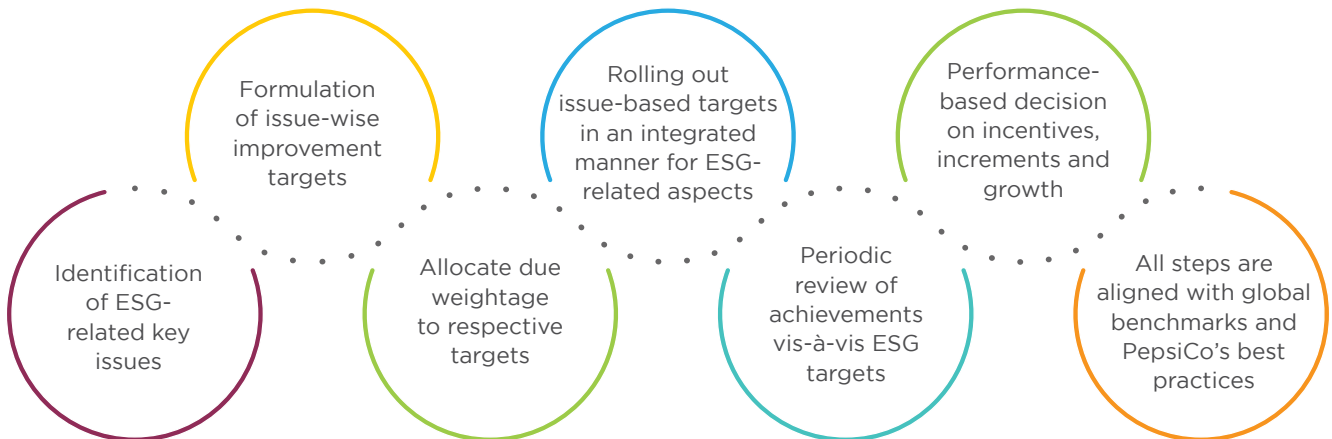 Identification
of ESG-
related key
issues
Formulation
of issue-wise
improvement
targets
Allocate due
weightage
to respective
targets
Rolling out
issue-based targets
in an integrated
manner for ESG-
related aspects
Periodic
review of
achievements
vis-à-vis ESG
targets
Performance-
based decision
on incentives,
increments and
growth
All steps are
aligned with global
benchmarks and
PepsiCo’s best
practices